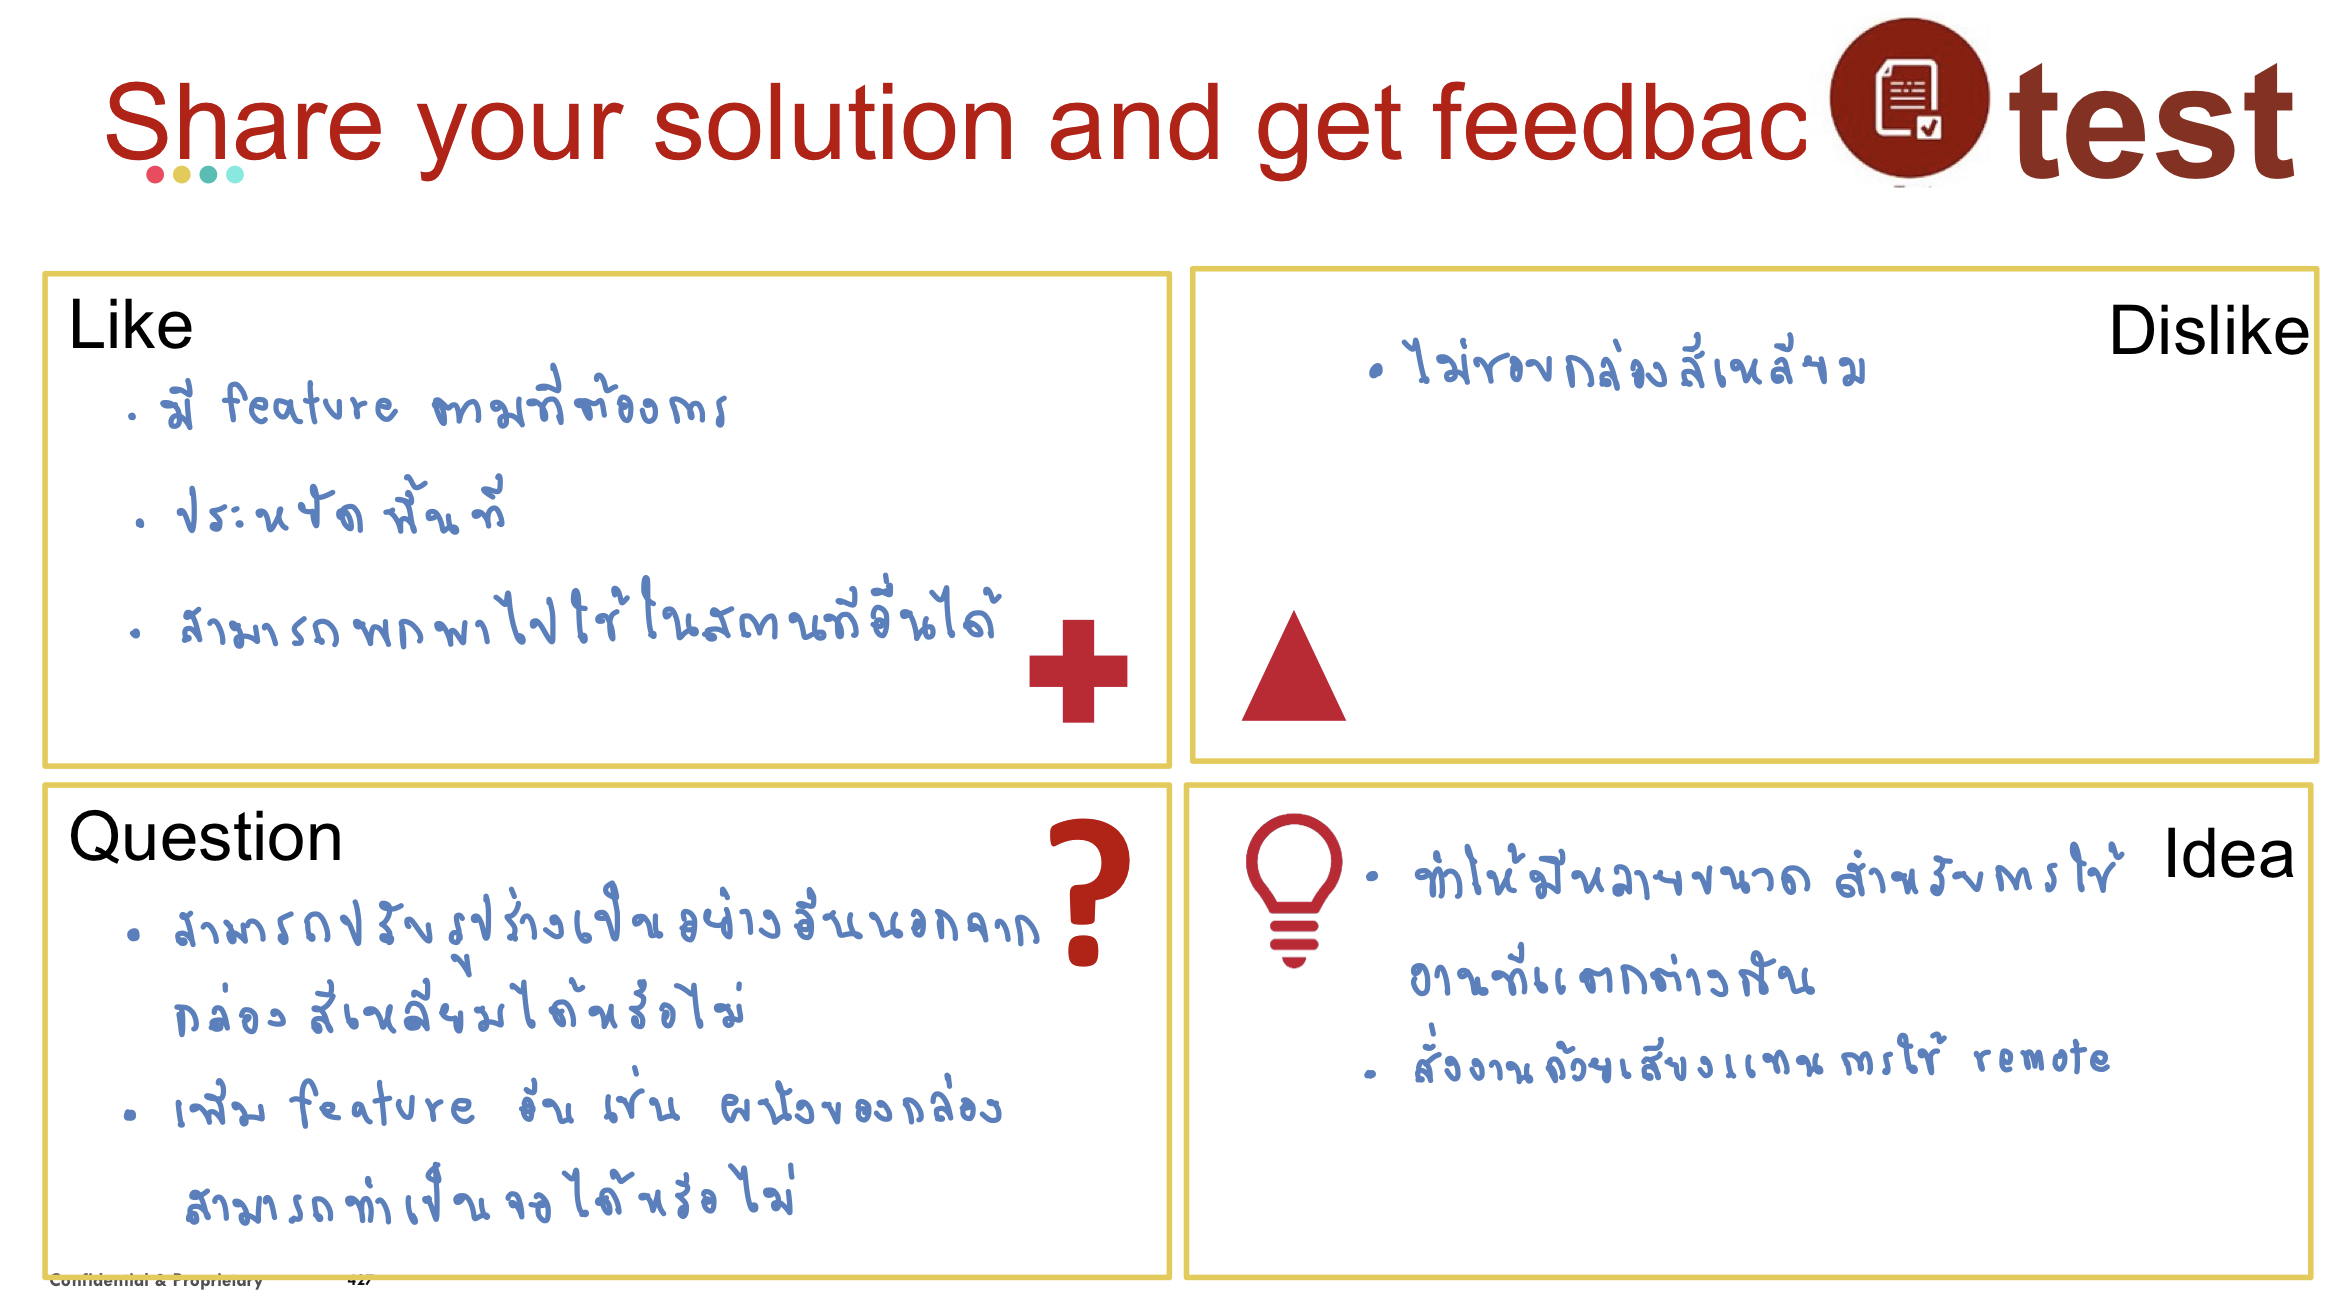 Share your solution and get feedbac
test
Like
• มี feature ตามที่ต้องการ
• ประหยัดพื้นที่
• สามารถพกพาไปใช้ในสถานที่อื่นได้
Dislike
• ไม่ชอบกล่องสี่เหลี่ยม
Question
?
• สามารถปรับรูปร่างเป็นอย่างอื่นนอกจาก
กล่องสี่เหลี่ยมได้หรือไม่
• เพิ่ม feature อื่น เช่น ผนังของกล่อง
สามารถทำเป็นจอได้หรือไม่
Idea
• ทำให้มีหลายขนาด สำหรับการใช้
งานที่แตกต่างกัน
• สั่งงานด้วยเสียงแทนการใช้ remote
Confidential & Proprietary
427